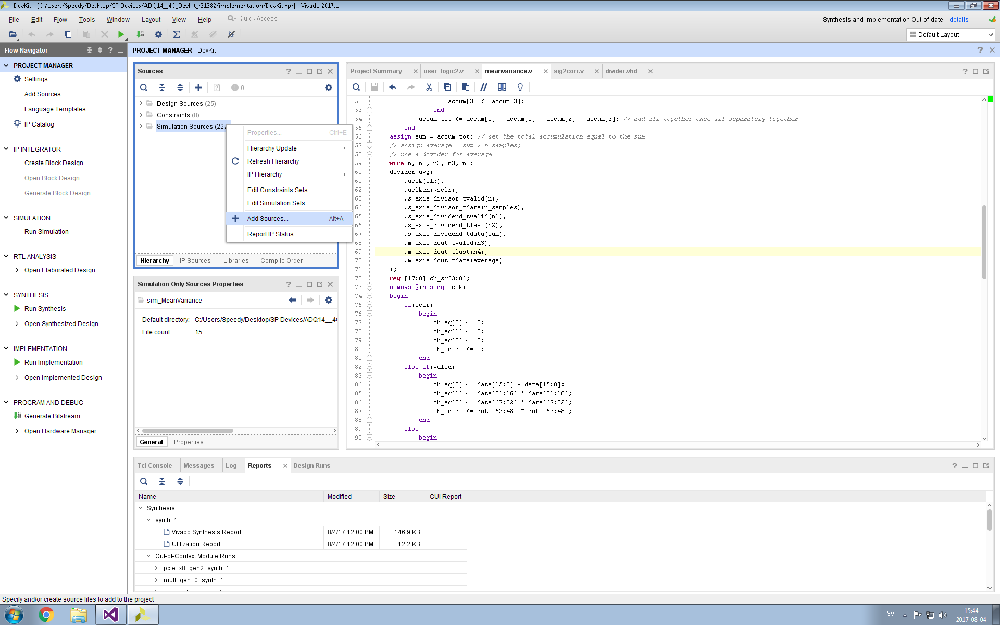 DevKit - [C:/Users/Speedy/Desktop/SP Devices/ADQ14__4C_DevKit_r31282/implementation/DevKit.xpr] - Vivado 2017.1
File Edit Flow Tools Window Layout View Help Quick Access
Synthesis and Implementation Out-of-date details
Default Layout
Flow Navigator
PROJECT MANAGER
Settings
Add Sources
Language Templates
IP Catalog
IP INTEGRATOR
Create Block Design
Open Block Design
Generate Block Design
SIMULATION
Run Simulation
RTL ANALYSIS
Open Elaborated Design
SYNTHESIS
Run Synthesis
Open Synthesized Design
IMPLEMENTATION
Run Implementation
Open Implemented Design
PROGRAM AND DEBUG
Generate Bitstream
Open Hardware Manager
PROJECT MANAGER - DevKit
Sources
0
Design Sources (25)
Constraints (8)
Simulation Sources (227)
Properties... Ctrl+E
Hierarchy Update
Refresh Hierarchy
IP Hierarchy
Edit Constraints Sets...
Edit Simulation Sets...
Add Sources... Alt+A
Report IP Status
Hierarchy IP Sources Libraries Compile Order
Simulation-Only Sources Properties
sim_MeanVariance
Default directory: C:/Users/Speedy/Desktop/SP Devices/ADQ14__4C
File count: 15
General Properties
Project Summary user_logic2.v meanvariance.v sig2corr.v divider.vhd
52 accum[3] <= accum[3];
53 end
54 accum_tot <= accum[0] + accum[1] + accum[2] + accum[3]; // add all together once all separately together
55 end
56 assign sum = accum_tot; // set the total accumulation equal to the sum
57 // assign average = sum / n_samples;
58 // use a divider for average
59 wire n, n1, n2, n3, n4;
60 divider avg(
61 .aclk(clk),
62 .aclken(~sclr),
63 .s_axis_divisor_tvalid(n),
64 .s_axis_divisor_tdata(n_samples),
65 .s_axis_dividend_tvalid(n1),
66 .s_axis_dividend_tlast(n2),
67 .s_axis_dividend_tdata(sum),
68 .m_axis_dout_tvalid(n3),
69 .m_axis_dout_tlast(n4),
70 .m_axis_dout_tdata(average)
71 );
72 reg [17:0] ch_sq[3:0];
73 always @(posedge clk)
74 begin
75 if(sclr)
76 begin
77 ch_sq[0] <= 0;
78 ch_sq[1] <= 0;
79 ch_sq[2] <= 0;
80 ch_sq[3] <= 0;
81 end
82 else if(valid)
83 begin
84 ch_sq[0] <= data[15:0] * data[15:0];
85 ch_sq[1] <= data[31:16] * data[31:16];
86 ch_sq[2] <= data[47:32] * data[47:32];
87 ch_sq[3] <= data[63:48] * data[63:48];
88 end
89 else
90 begin
Tcl Console Messages Log Reports Design Runs
Name Modified Size GUI Report
Synthesis
synth_1
Vivado Synthesis Report 8/4/17 12:00 PM 146.9 KB
Utilization Report 8/4/17 12:00 PM 12.2 KB
Out-of-Context Module Runs
pcie_x8_gen2_synth_1
mult_gen_0_synth_1
Specify and/or create source files to add to the project
SV
15:44
2017-08-04